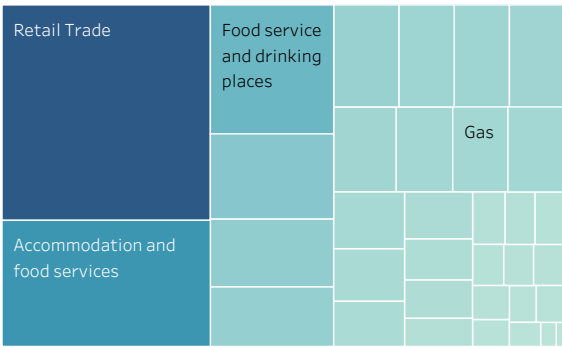 Retail Trade
Food service
and drinking
places
Gas
Accommodation and
food services